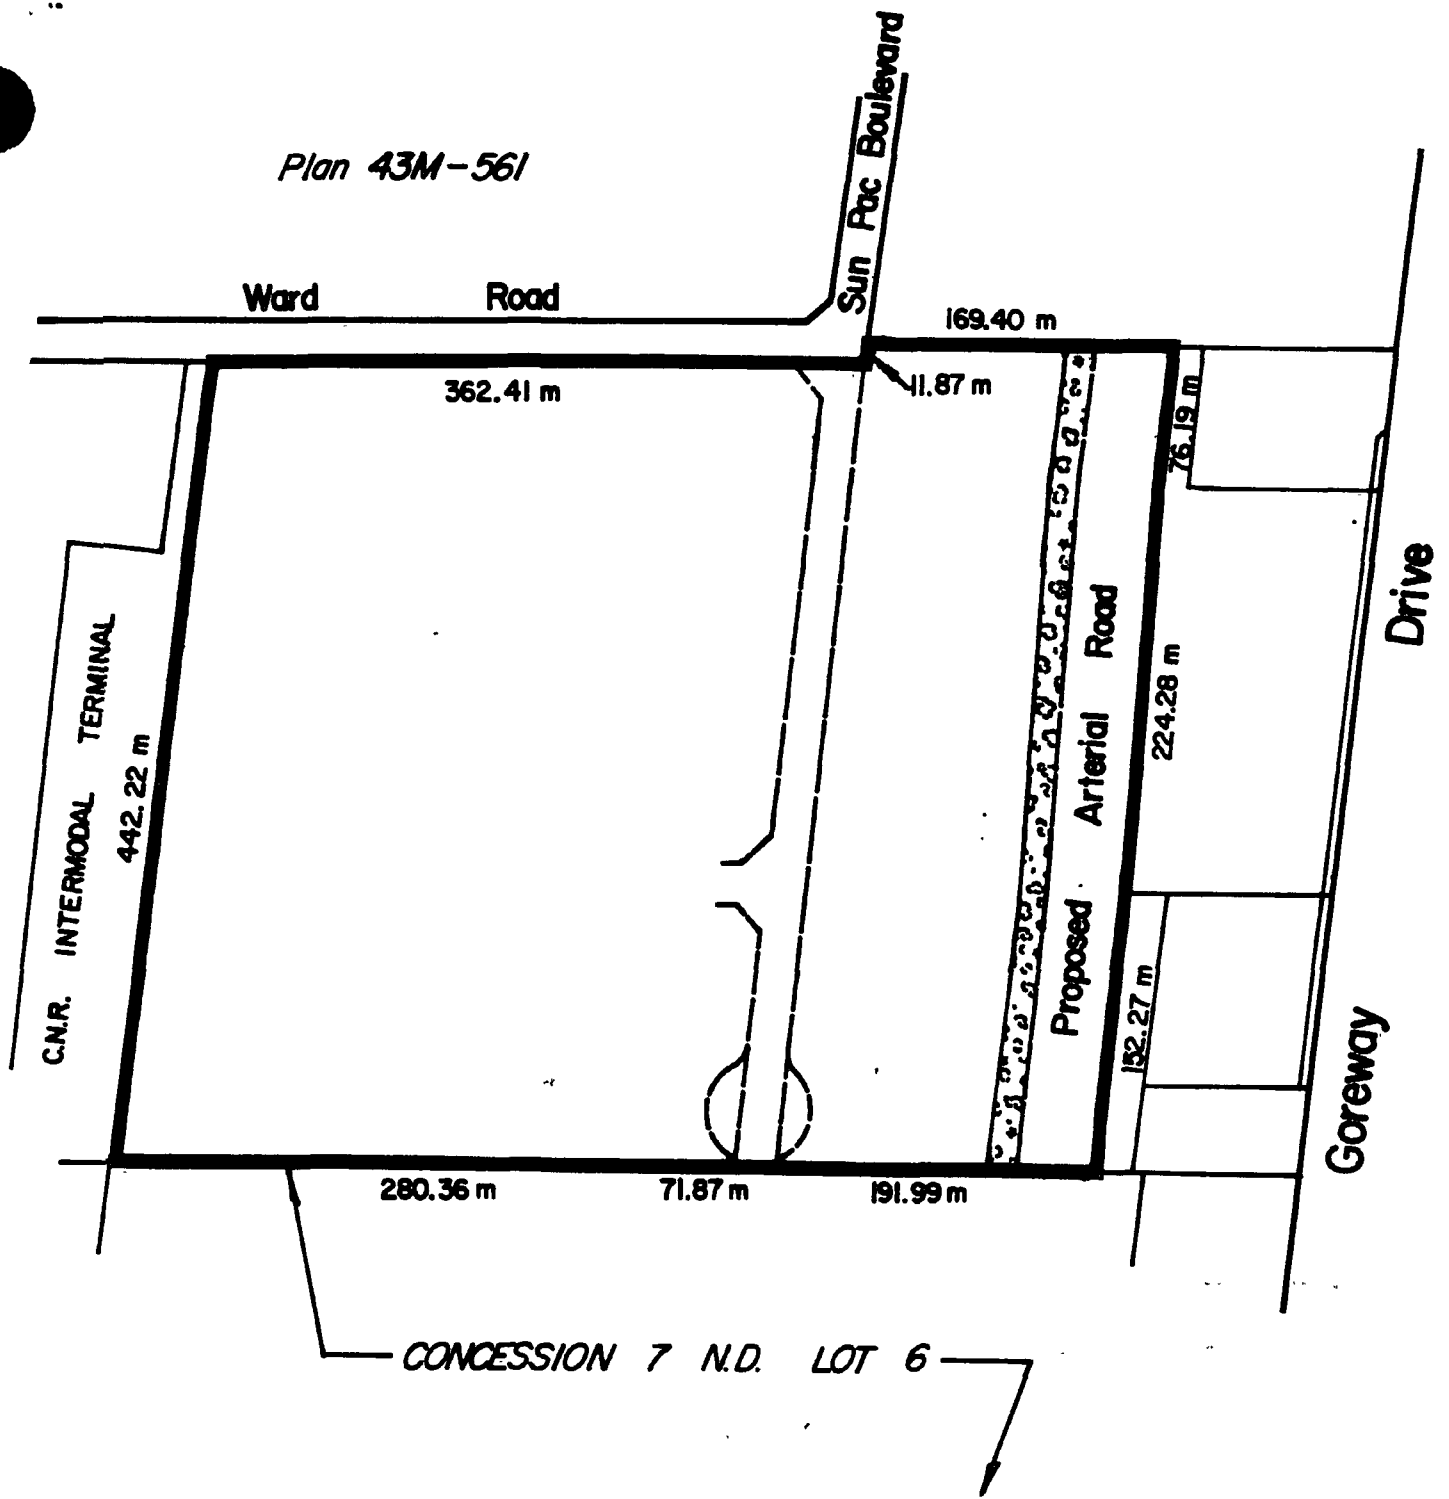 Plan 43M-561
Sun Pac Boulevard
Ward Road
169.40 m
362.41 m
11.87 m
76.19 m
C.N.R. INTERMODAL TERMINAL
442.22 m
Proposed Arterial Road
224.28 m
152.27 m
Goreway Drive
280.36 m
71.87 m
191.99 m
CONCESSION 7 N.D. LOT 6